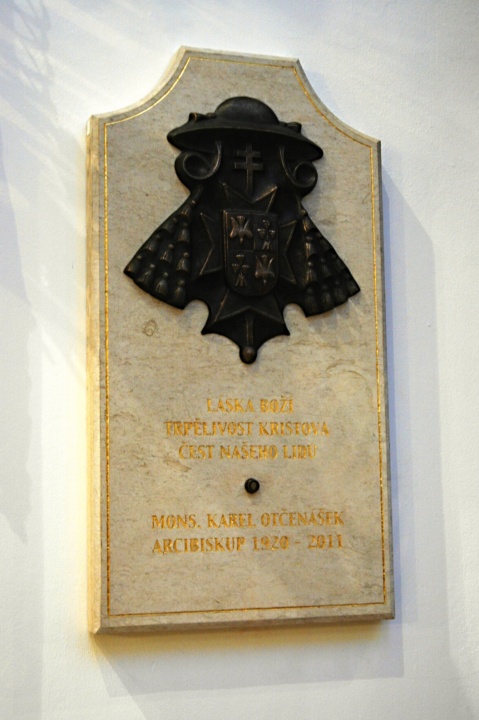 LÁSKA BOŽÍ
TRPĚLIVOST KRISTOVA
ČEST NAŠEHO LIDU
MONS. KAREL OTČENÁŠEK
ARCIBISKUP 1920 - 2011